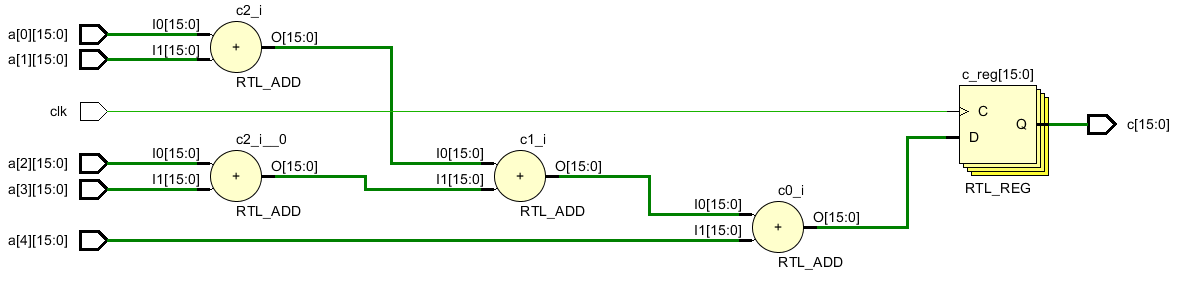 c2_i
a[0][15:0] I0[15:0] O[15:0]
a[1][15:0] I1[15:0] +
RTL_ADD
c_reg[15:0]
clk C
Q c[15:0]
D
c2_i__0 c1_i
a[2][15:0] I0[15:0] O[15:0] I0[15:0] O[15:0]
a[3][15:0] I1[15:0] + I1[15:0] +
RTL_REG
c0_i
RTL_ADD RTL_ADD
I0[15:0] O[15:0]
a[4][15:0] I1[15:0] +
RTL_ADD